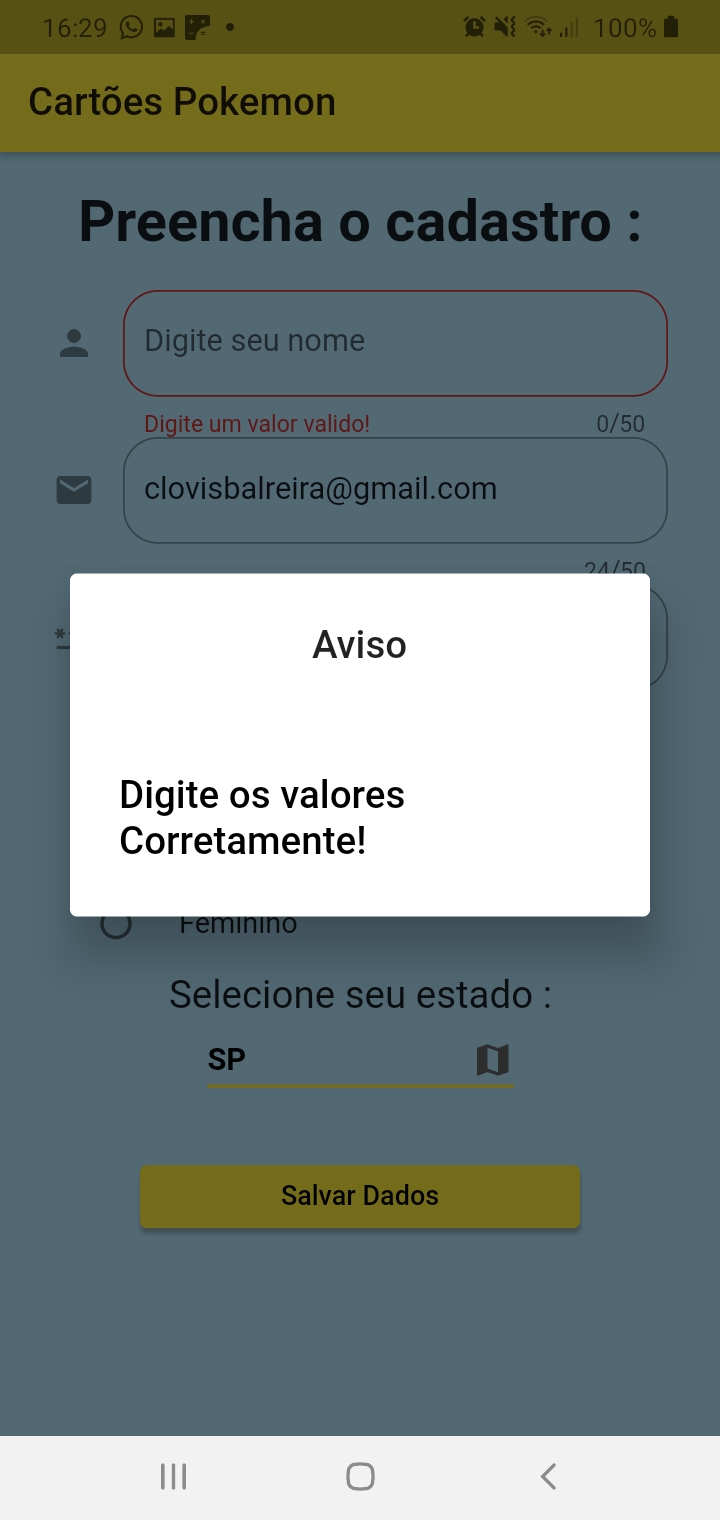 16:29
100%
Cartões Pokemon
Preencha o cadastro :
Digite seu nome
Digite um valor valido!
0/50
clovisbalreira@gmail.com
24/50
Aviso
Digite os valores
Corretamente!
Feminino
Selecione seu estado :
SP
Salvar Dados